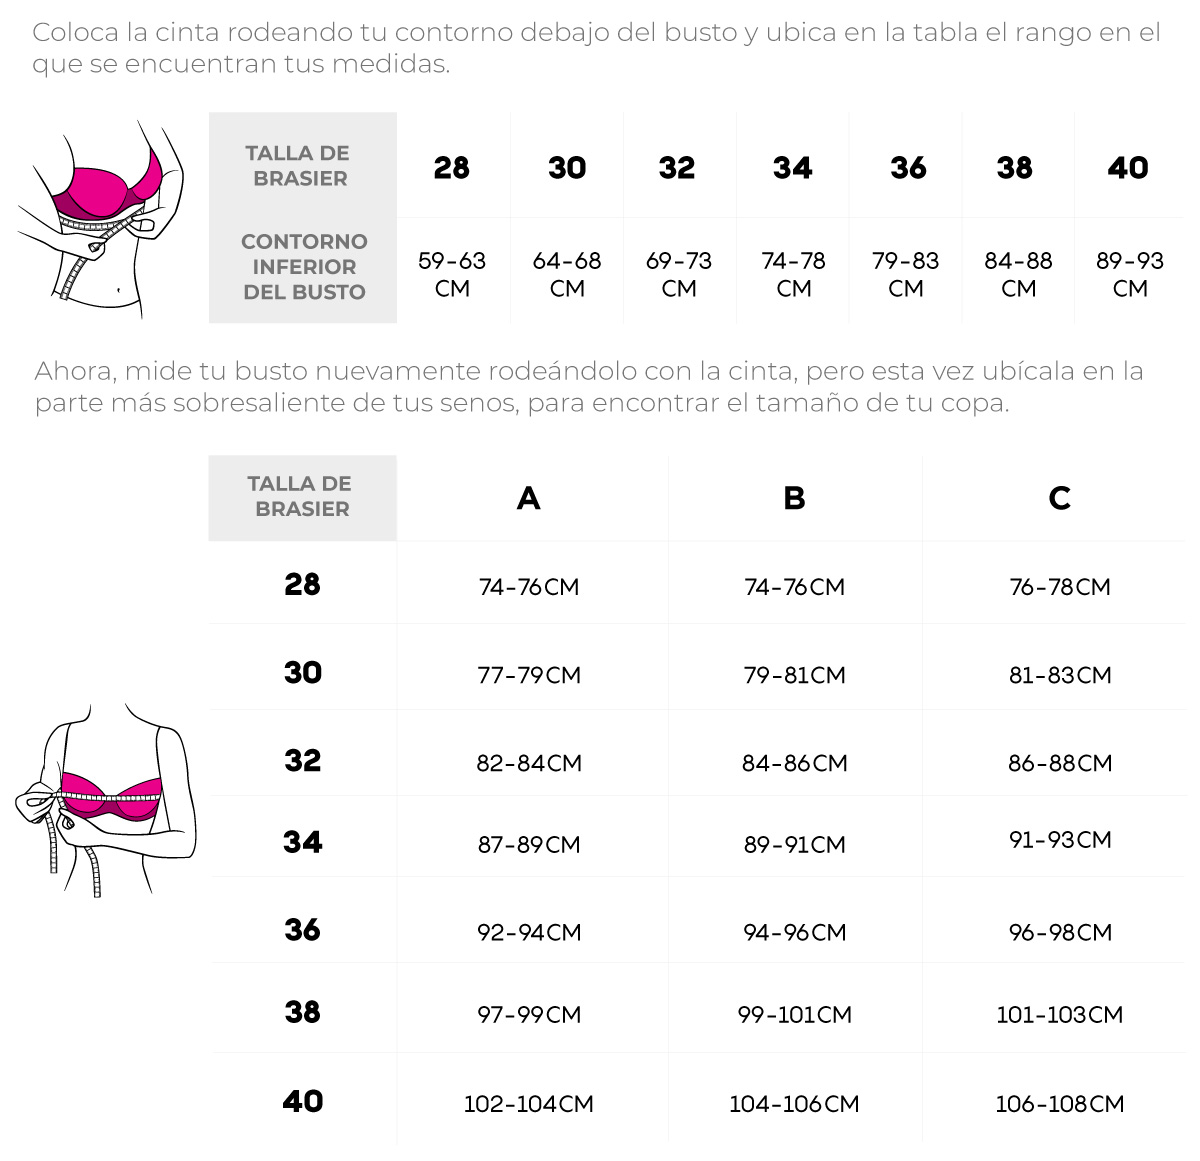 Coloca la cinta rodeando tu contorno debajo del busto y ubica en la tabla el rango en el
que se encuentran tus medidas.
TALLA DE
BRASIER
28 30 32 34 36 38 40
CONTORNO
INFERIOR
DEL BUSTO
59-63 64-68 69-73 74-78 79-83 84-88 89-93
CM CM CM CM CM CM CM
Ahora, mide tu busto nuevamente rodeándolo con la cinta, pero esta vez ubícala en la
parte más sobresaliente de tus senos, para encontrar el tamaño de tu copa.
TALLA DE
BRASIER
A B C
28 74-76CM 74-76CM 76-78CM
30 77-79CM 79-81CM 81-83CM
32 82-84CM 84-86CM 86-88CM
34 87-89CM 89-91CM 91-93CM
36 92-94CM 94-96CM 96-98CM
38 97-99CM 99-101CM 101-103CM
40 102-104CM 104-106CM 106-108CM